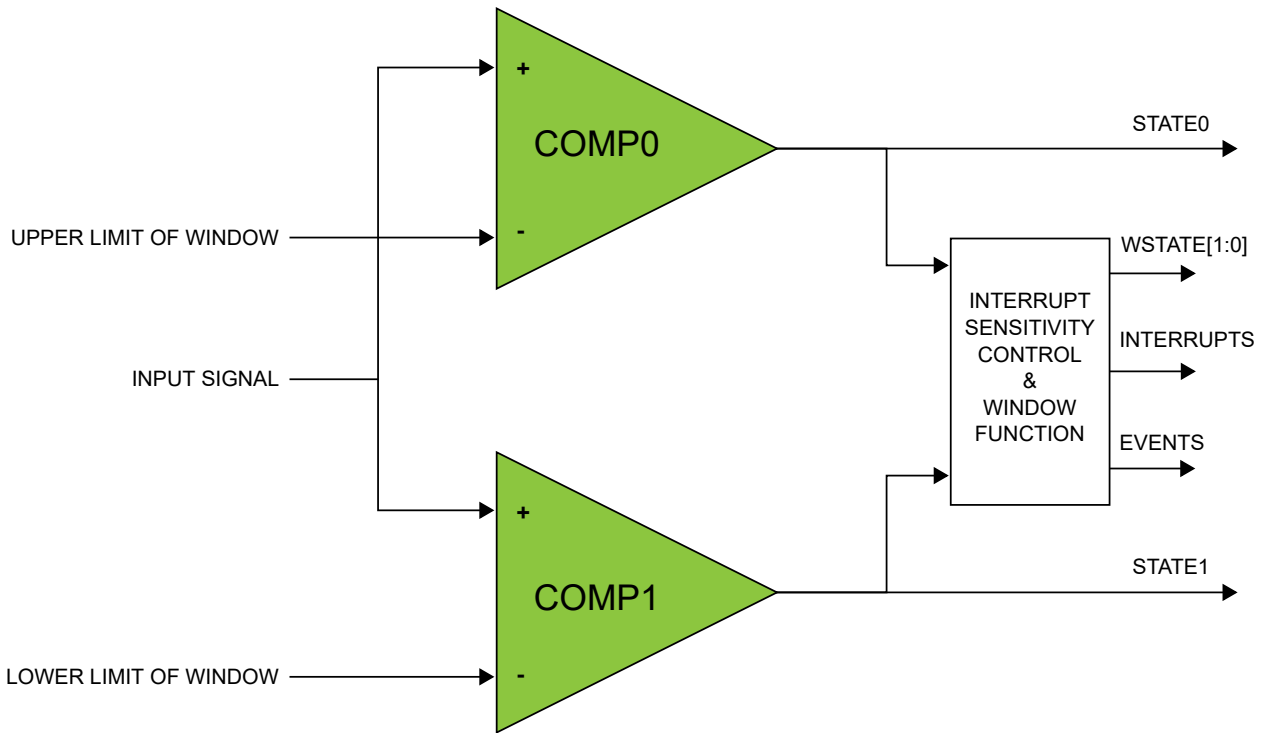 +
COMP0
-
STATE0
UPPER LIMIT OF WINDOW
WSTATE[1:0]
INTERRUPT
SENSITIVITY
CONTROL
&
WINDOW
FUNCTION
INTERRUPTS
EVENTS
INPUT SIGNAL
+
COMP1
-
STATE1
LOWER LIMIT OF WINDOW